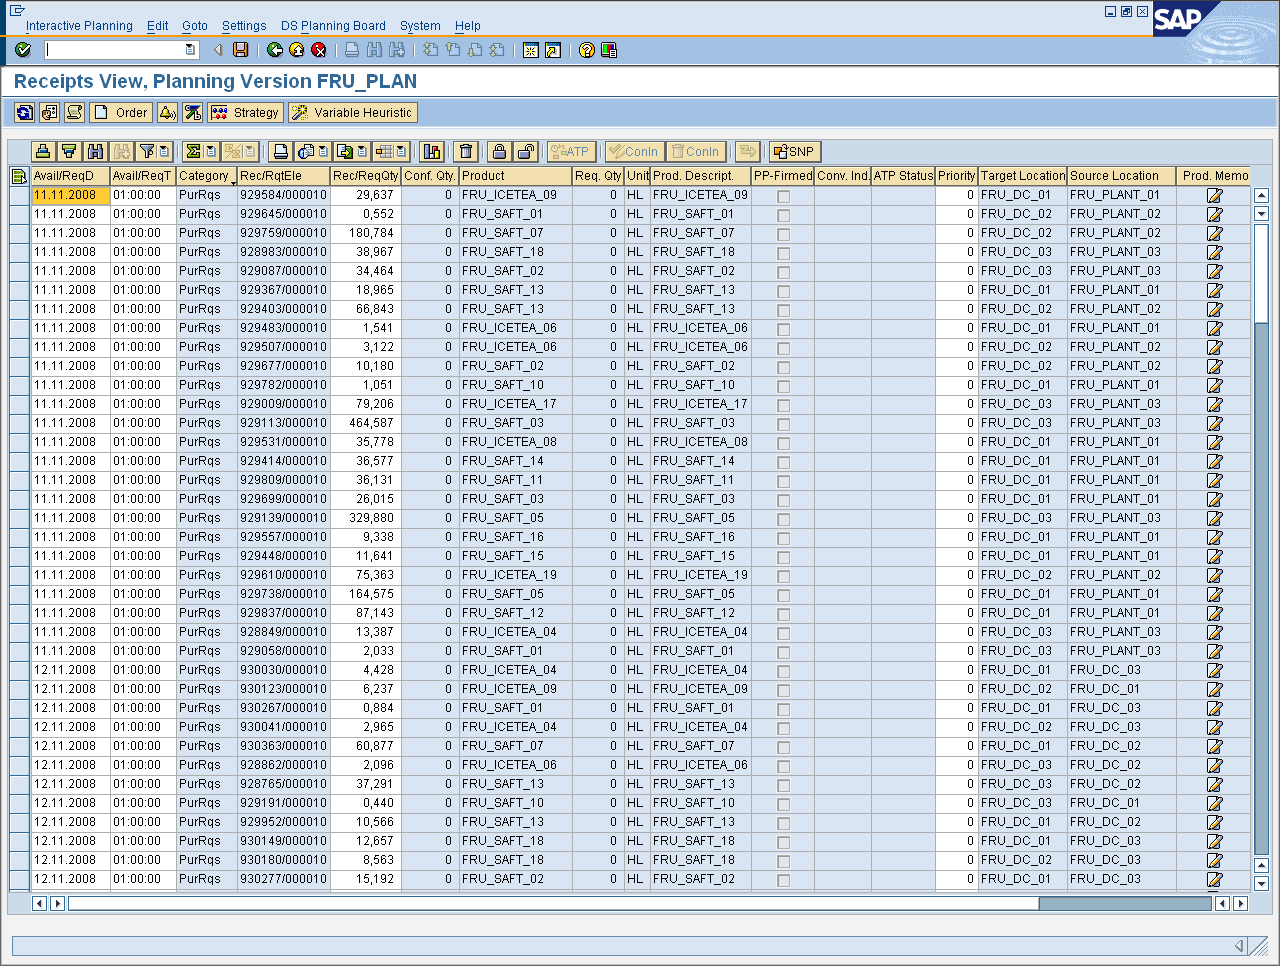 Interactive Planning Edit Goto Settings DS Planning Board System Help
SAP
Receipts View, Planning Version FRU_PLAN
Order Strategy Variable Heuristic
ATP ConIn ConIn SNP
Avail/ReqD Avail/ReqT Category Rec/RqtEle Rec/ReqQty Conf. Qty. Product Req. Qty Unit Prod. Descript. PP-Firmed Conv. Ind. ATP Status Priority Target Location Source Location Prod. Memo
11.11.2008 01:00:00 PurRqs 929584/000010 29,637 0 FRU_ICETEA_09 0 HL FRU_ICETEA_09 0 FRU_DC_01 FRU_PLANT_01
11.11.2008 01:00:00 PurRqs 929645/000010 0,552 0 FRU_SAFT_01 0 HL FRU_SAFT_01 0 FRU_DC_02 FRU_PLANT_02
11.11.2008 01:00:00 PurRqs 929759/000010 180,784 0 FRU_SAFT_07 0 HL FRU_SAFT_07 0 FRU_DC_02 FRU_PLANT_02
11.11.2008 01:00:00 PurRqs 928983/000010 38,967 0 FRU_SAFT_18 0 HL FRU_SAFT_18 0 FRU_DC_03 FRU_PLANT_03
11.11.2008 01:00:00 PurRqs 929087/000010 34,464 0 FRU_SAFT_02 0 HL FRU_SAFT_02 0 FRU_DC_03 FRU_PLANT_03
11.11.2008 01:00:00 PurRqs 929367/000010 18,965 0 FRU_SAFT_13 0 HL FRU_SAFT_13 0 FRU_DC_01 FRU_PLANT_01
11.11.2008 01:00:00 PurRqs 929403/000010 66,843 0 FRU_SAFT_13 0 HL FRU_SAFT_13 0 FRU_DC_02 FRU_PLANT_02
11.11.2008 01:00:00 PurRqs 929483/000010 1,541 0 FRU_ICETEA_06 0 HL FRU_ICETEA_06 0 FRU_DC_01 FRU_PLANT_01
11.11.2008 01:00:00 PurRqs 929507/000010 3,122 0 FRU_ICETEA_06 0 HL FRU_ICETEA_06 0 FRU_DC_02 FRU_PLANT_02
11.11.2008 01:00:00 PurRqs 929677/000010 10,180 0 FRU_SAFT_02 0 HL FRU_SAFT_02 0 FRU_DC_02 FRU_PLANT_02
11.11.2008 01:00:00 PurRqs 929782/000010 1,051 0 FRU_SAFT_10 0 HL FRU_SAFT_10 0 FRU_DC_01 FRU_PLANT_01
11.11.2008 01:00:00 PurRqs 929009/000010 79,206 0 FRU_ICETEA_17 0 HL FRU_ICETEA_17 0 FRU_DC_03 FRU_PLANT_03
11.11.2008 01:00:00 PurRqs 929113/000010 464,587 0 FRU_SAFT_03 0 HL FRU_SAFT_03 0 FRU_DC_03 FRU_PLANT_03
11.11.2008 01:00:00 PurRqs 929531/000010 35,778 0 FRU_ICETEA_08 0 HL FRU_ICETEA_08 0 FRU_DC_01 FRU_PLANT_01
11.11.2008 01:00:00 PurRqs 929414/000010 36,577 0 FRU_SAFT_14 0 HL FRU_SAFT_14 0 FRU_DC_01 FRU_PLANT_01
11.11.2008 01:00:00 PurRqs 929809/000010 36,131 0 FRU_SAFT_11 0 HL FRU_SAFT_11 0 FRU_DC_01 FRU_PLANT_01
11.11.2008 01:00:00 PurRqs 929699/000010 26,015 0 FRU_SAFT_03 0 HL FRU_SAFT_03 0 FRU_DC_01 FRU_PLANT_01
11.11.2008 01:00:00 PurRqs 929139/000010 329,880 0 FRU_SAFT_05 0 HL FRU_SAFT_05 0 FRU_DC_03 FRU_PLANT_03
11.11.2008 01:00:00 PurRqs 929557/000010 9,338 0 FRU_SAFT_16 0 HL FRU_SAFT_16 0 FRU_DC_01 FRU_PLANT_01
11.11.2008 01:00:00 PurRqs 929448/000010 11,641 0 FRU_SAFT_15 0 HL FRU_SAFT_15 0 FRU_DC_01 FRU_PLANT_01
11.11.2008 01:00:00 PurRqs 929610/000010 75,363 0 FRU_ICETEA_19 0 HL FRU_ICETEA_19 0 FRU_DC_02 FRU_PLANT_02
11.11.2008 01:00:00 PurRqs 929738/000010 164,575 0 FRU_SAFT_05 0 HL FRU_SAFT_05 0 FRU_DC_01 FRU_PLANT_01
11.11.2008 01:00:00 PurRqs 929837/000010 87,143 0 FRU_SAFT_12 0 HL FRU_SAFT_12 0 FRU_DC_01 FRU_PLANT_01
11.11.2008 01:00:00 PurRqs 928849/000010 13,387 0 FRU_ICETEA_04 0 HL FRU_ICETEA_04 0 FRU_DC_03 FRU_PLANT_03
11.11.2008 01:00:00 PurRqs 929058/000010 2,033 0 FRU_SAFT_01 0 HL FRU_SAFT_01 0 FRU_DC_03 FRU_PLANT_03
12.11.2008 01:00:00 PurRqs 930030/000010 4,428 0 FRU_ICETEA_04 0 HL FRU_ICETEA_04 0 FRU_DC_01 FRU_DC_03
12.11.2008 01:00:00 PurRqs 930123/000010 6,237 0 FRU_ICETEA_09 0 HL FRU_ICETEA_09 0 FRU_DC_02 FRU_DC_01
12.11.2008 01:00:00 PurRqs 930267/000010 0,884 0 FRU_SAFT_01 0 HL FRU_SAFT_01 0 FRU_DC_01 FRU_DC_03
12.11.2008 01:00:00 PurRqs 930041/000010 2,965 0 FRU_ICETEA_04 0 HL FRU_ICETEA_04 0 FRU_DC_02 FRU_DC_03
12.11.2008 01:00:00 PurRqs 930363/000010 60,877 0 FRU_SAFT_07 0 HL FRU_SAFT_07 0 FRU_DC_01 FRU_DC_02
12.11.2008 01:00:00 PurRqs 928862/000010 2,096 0 FRU_ICETEA_06 0 HL FRU_ICETEA_06 0 FRU_DC_03 FRU_DC_02
12.11.2008 01:00:00 PurRqs 928765/000010 37,291 0 FRU_SAFT_13 0 HL FRU_SAFT_13 0 FRU_DC_03 FRU_DC_02
12.11.2008 01:00:00 PurRqs 929191/000010 0,440 0 FRU_SAFT_10 0 HL FRU_SAFT_10 0 FRU_DC_03 FRU_DC_01
12.11.2008 01:00:00 PurRqs 929952/000010 10,566 0 FRU_SAFT_13 0 HL FRU_SAFT_13 0 FRU_DC_01 FRU_DC_02
12.11.2008 01:00:00 PurRqs 930149/000010 12,657 0 FRU_SAFT_18 0 HL FRU_SAFT_18 0 FRU_DC_01 FRU_DC_03
12.11.2008 01:00:00 PurRqs 930180/000010 8,563 0 FRU_SAFT_18 0 HL FRU_SAFT_18 0 FRU_DC_02 FRU_DC_03
12.11.2008 01:00:00 PurRqs 930277/000010 15,192 0 FRU_SAFT_02 0 HL FRU_SAFT_02 0 FRU_DC_01 FRU_DC_03